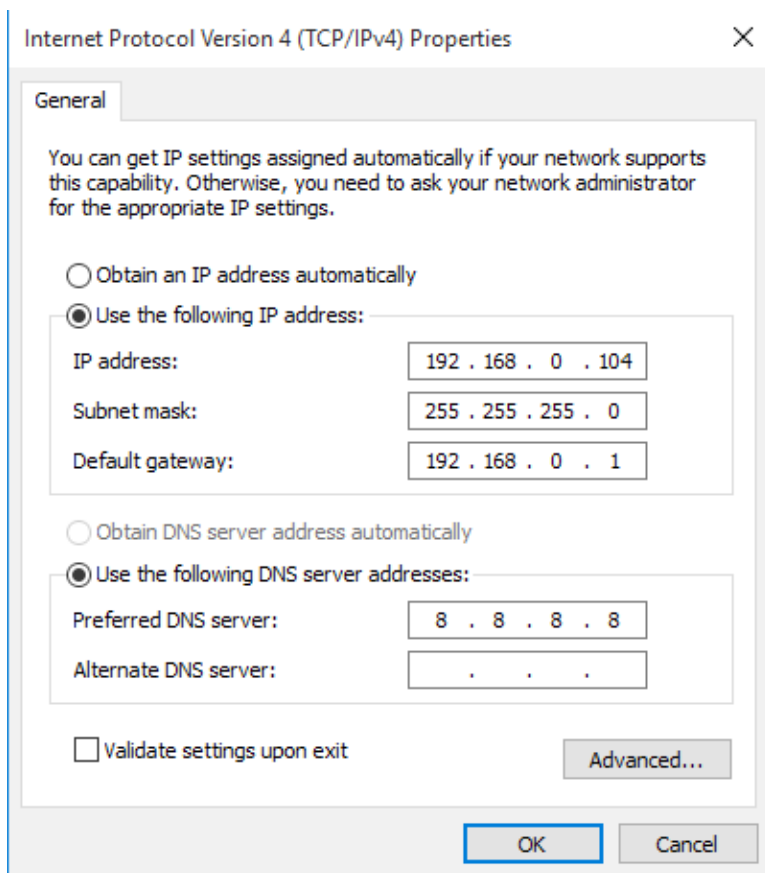 Internet Protocol Version 4 (TCP/IPv4) Properties
General
You can get IP settings assigned automatically if your network supports
this capability. Otherwise, you need to ask your network administrator
for the appropriate IP settings.
Obtain an IP address automatically
Use the following IP address:
IP address: 192 . 168 . 0 . 104
Subnet mask: 255 . 255 . 255 . 0
Default gateway: 192 . 168 . 0 . 1
Obtain DNS server address automatically
Use the following DNS server addresses:
Preferred DNS server: 8 . 8 . 8 . 8
Alternate DNS server: . . .
Validate settings upon exit
Advanced...
OK Cancel